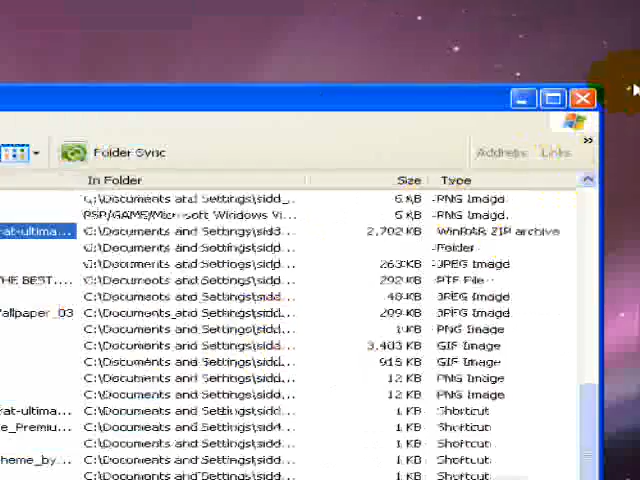 Folder Sync
Address Links »
In Folder Size Type
C:\Documents and Settings\sidd_... 6 KB PNG Image
PSP/GAME/Microsoft Windows Vi... 6 KB PNG Image
rat-ultima... C:\Documents and Settings\sidd... 2,702 KB WinRAR ZIP archive
C:\Documents and Settings\sidd... Folder
C:\Documents and Settings\sidd... 263 KB JPEG Image
THE BEST.... C:\Documents and Settings\sidd... 292 KB File
C:\Documents and Settings\sidd... 48 KB JPEG Image
allpaper_03 C:\Documents and Settings\sidd... 209 KB JPEG Image
C:\Documents and Settings\sidd... 1 KB PNG Image
C:\Documents and Settings\sidd... 3,403 KB GIF Image
C:\Documents and Settings\sidd... 915 KB GIF Image
C:\Documents and Settings\sidd... 12 KB PNG Image
C:\Documents and Settings\sidd... 12 KB PNG Image
rat-ultima... C:\Documents and Settings\sidd... 1 KB Shortcut
e_Premiu... C:\Documents and Settings\sidd... 1 KB Shortcut
C:\Documents and Settings\sidd... 1 KB Shortcut
heme_by... C:\Documents and Settings\sidd... 1 KB Shortcut
C:\Documents and Settings\sidd... 1 KB Shortcut